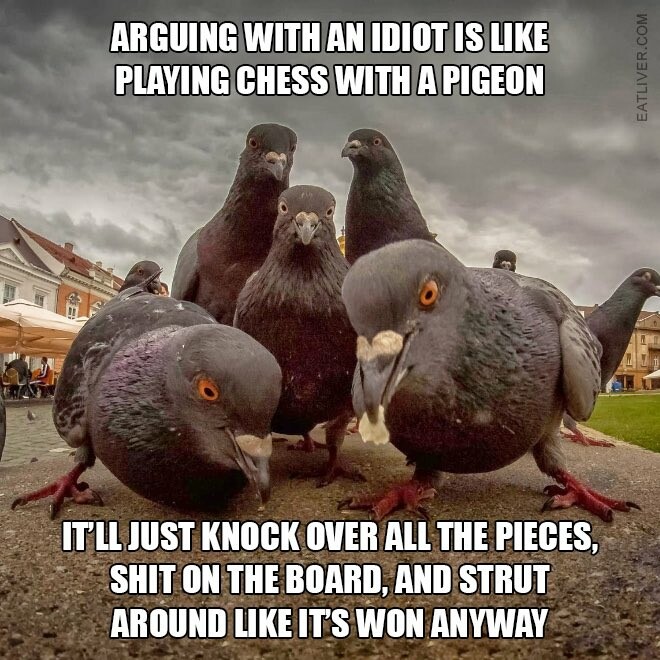 ARGUING WITH AN IDIOT IS LIKE
PLAYING CHESS WITH A PIGEON
EATLIVER.COM
IT'LL JUST KNOCK OVER ALL THE PIECES,
SHIT ON THE BOARD, AND STRUT
AROUND LIKE IT'S WON ANYWAY